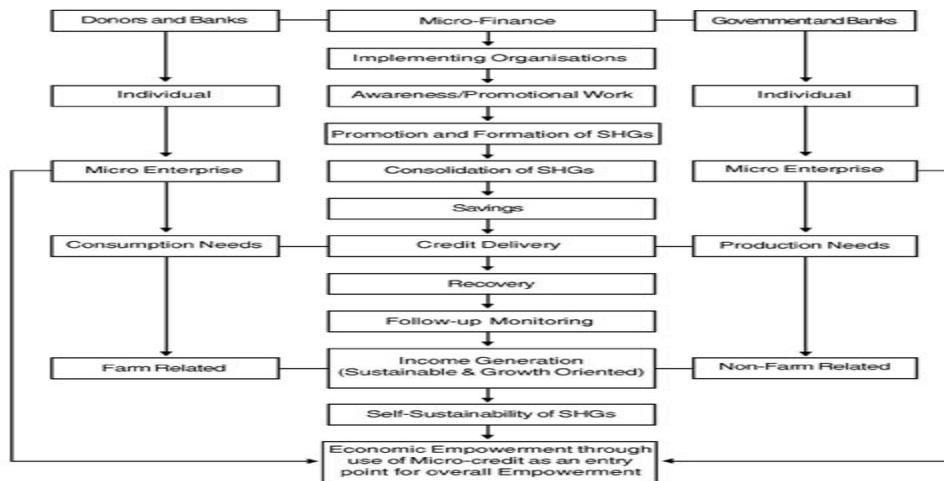 Donors and Banks
Micro-Finance
Government and Banks
Implementing Organisations
Individual
Awareness/Promotional Work
Individual
Promotion and Formation of SHGs
Micro Enterprise
Consolidation of SHGs
Micro Enterprise
Savings
Consumption Needs
Credit Delivery
Production Needs
Recovery
Follow-up Monitoring
Farm Related
Income Generation
(Sustainable & Growth Oriented)
Non-Farm Related
Self-Sustainability of SHGs
Economic Empowerment through
use of Micro-credit as an entry
point for overall Empowerment